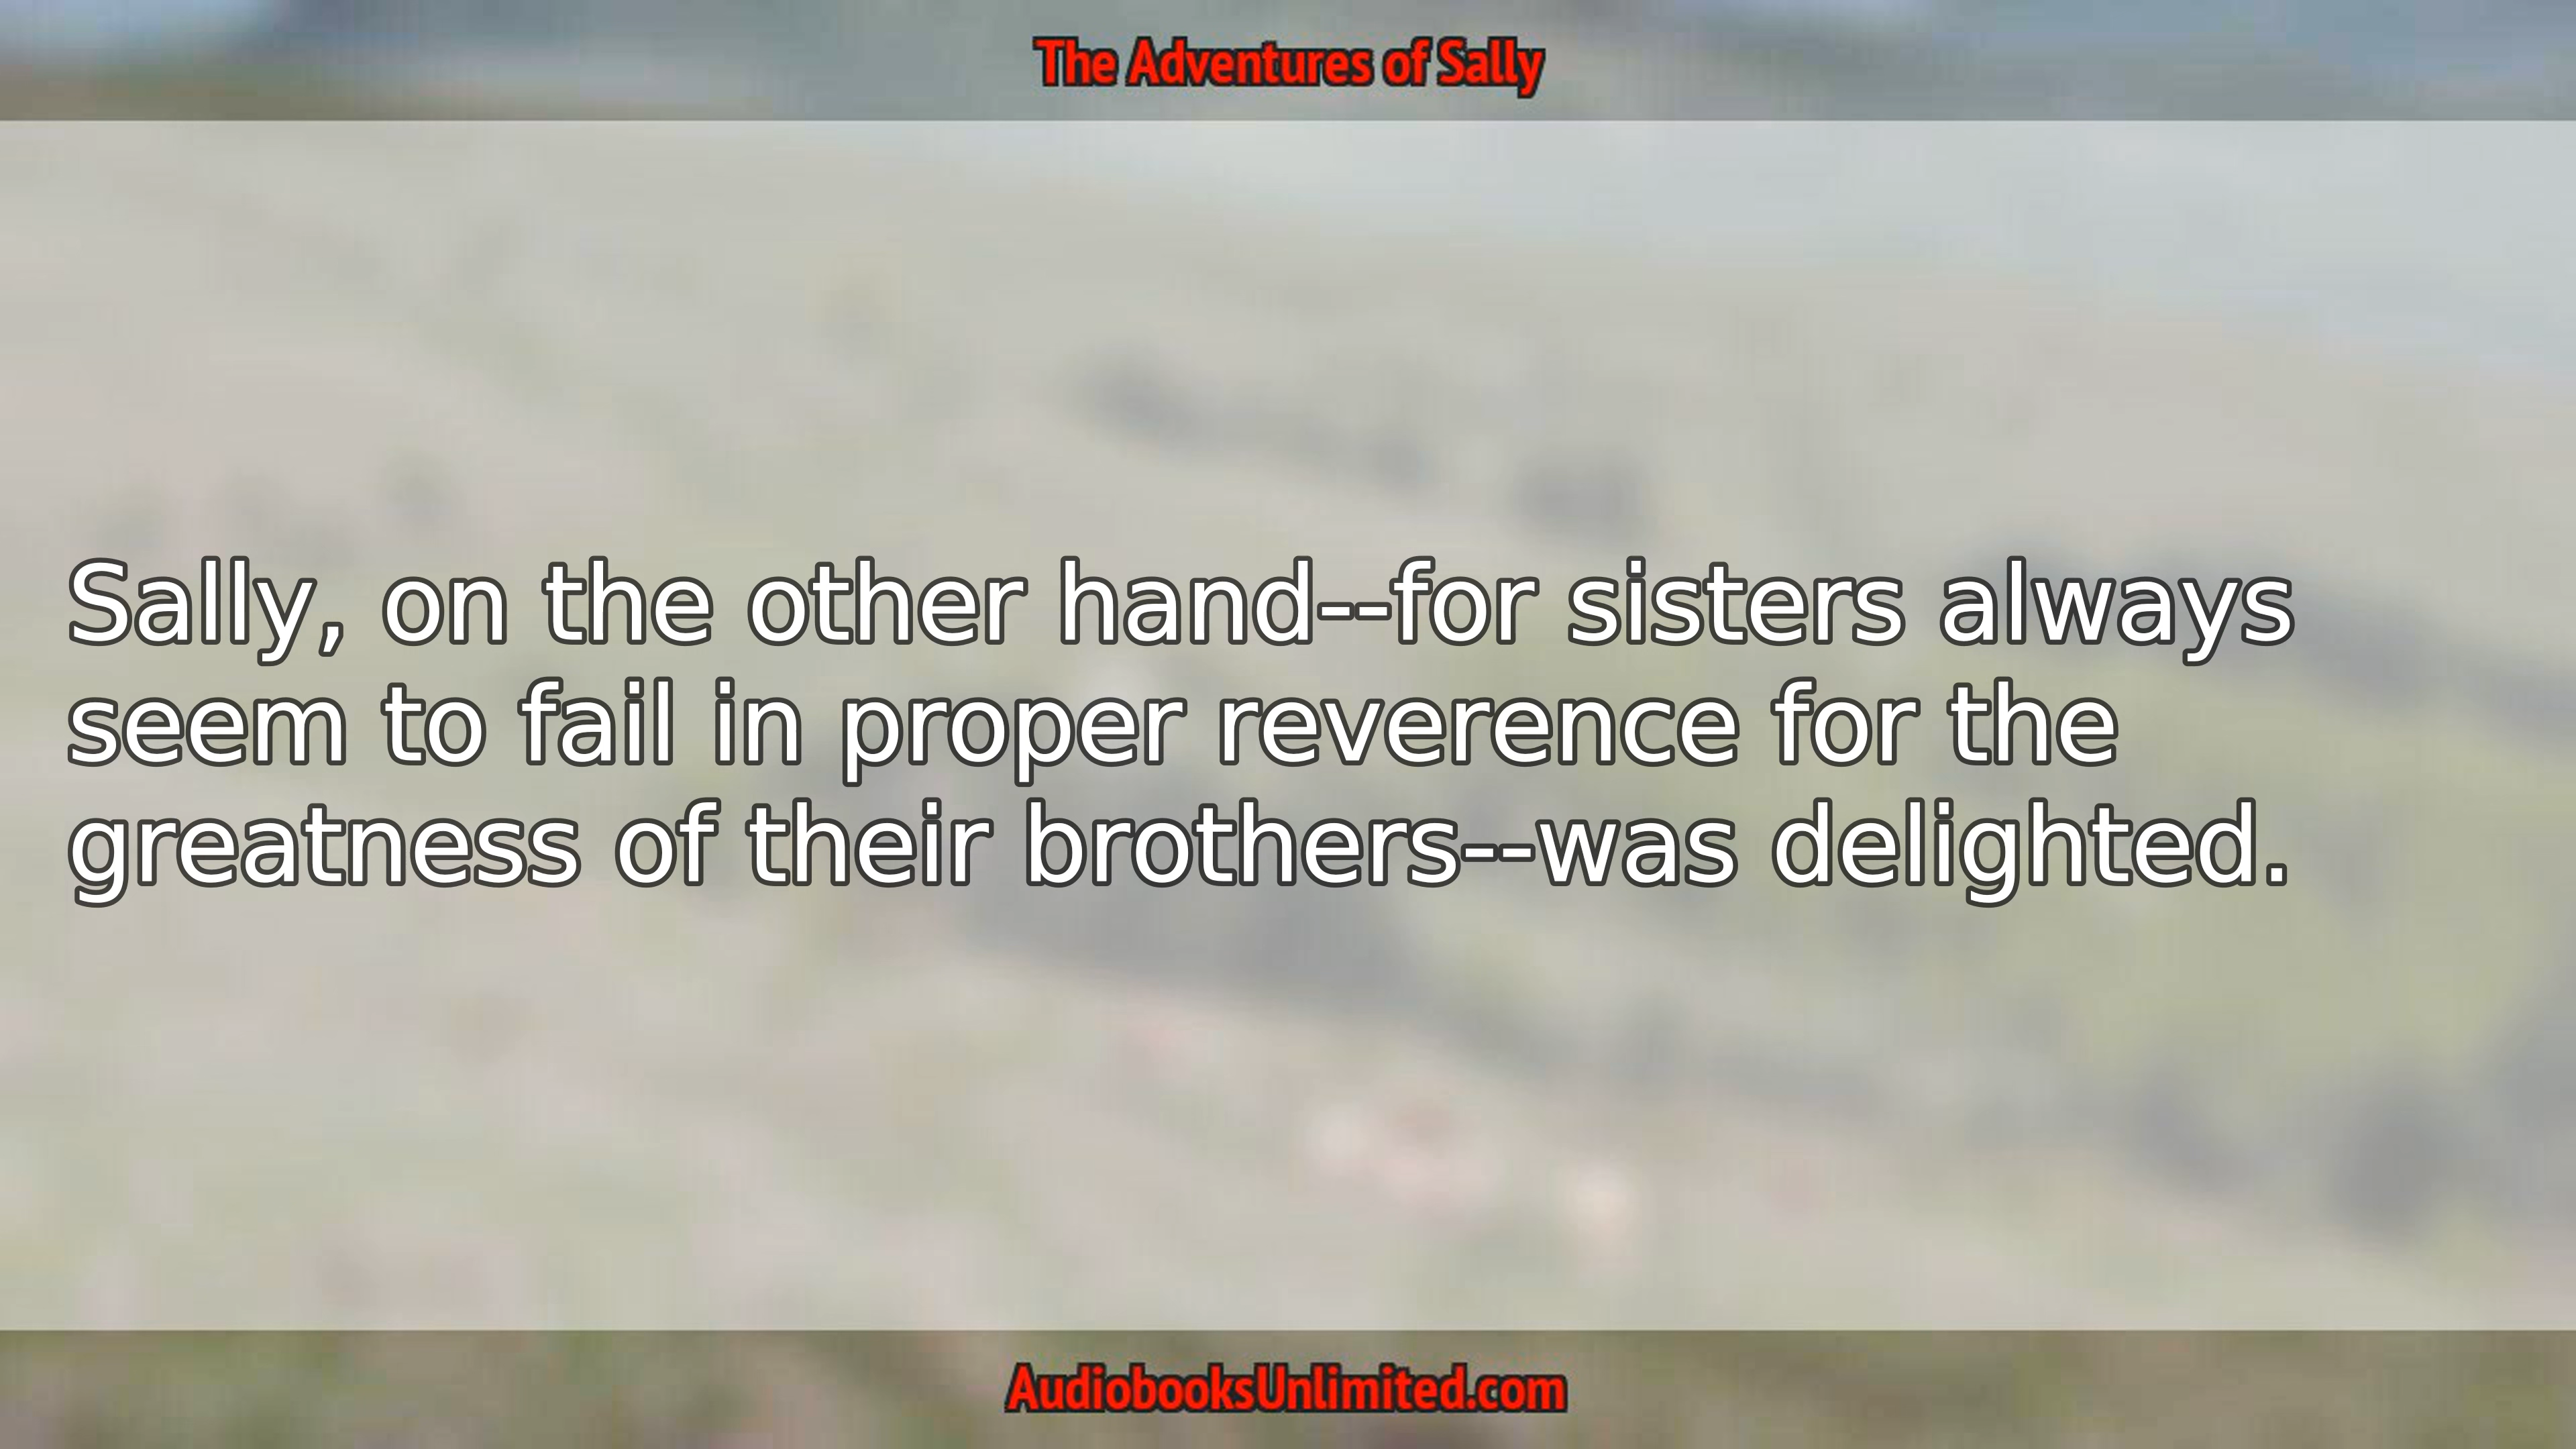 The Adventures of Sally
Sally, on the other hand--for sisters always
seem to fail in proper reverence for the
greatness of their brothers--was delighted.
AudiobooksUnlimited.com